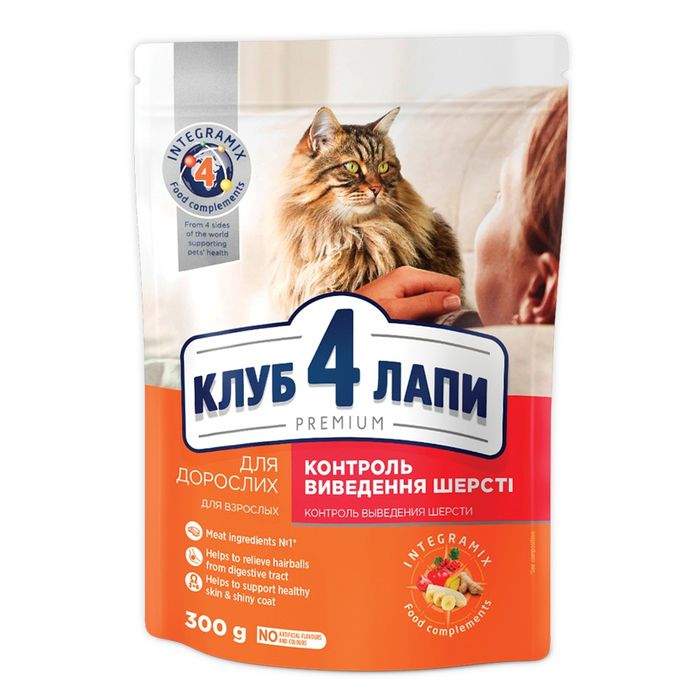 INTEGRAMIX
4
Food complements
From 4 sides
of the world
supporting
pets' health
КЛУБ 4 ЛАПИ
PREMIUM
ДЛЯ
ДОРОСЛИХ
ДЛЯ ВЗРОСЛЫХ
КОНТРОЛЬ
ВИВЕДЕННЯ ШЕРСТІ
КОНТРОЛЬ ВЫВЕДЕНИЯ ШЕРСТИ
Meat ingredients №1*
Helps to relieve hairballs
from digestive tract
Helps to support healthy
skin & shiny coat
300 g
NO ARTIFICIAL FLAVOURS
AND COLOURS
INTEGRAMIX
Food complements
*See composition